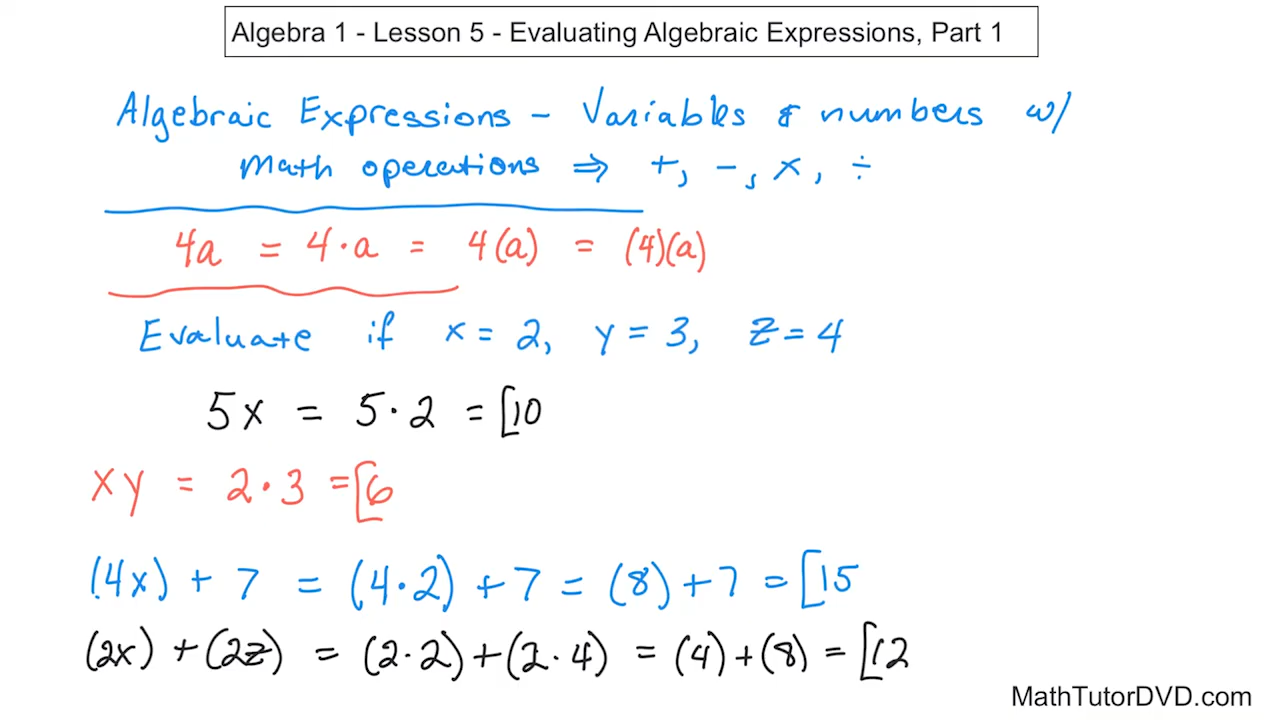 Algebra 1 - Lesson 5 - Evaluating Algebraic Expressions, Part 1
Algebraic Expressions - Variables & numbers w/
Math operations ⇒ +, -, x, ÷
4a = 4·a = 4(a) = (4)(a)
Evaluate if x = 2, y = 3, z = 4
5x = 5·2 = [10
xy = 2·3 = [6
(4x) + 7 = (4·2) + 7 = (8) + 7 = [15
(2x) + (2z) = (2·2) + (2·4) = (4) + (8) = [12
MathTutorDVD.com